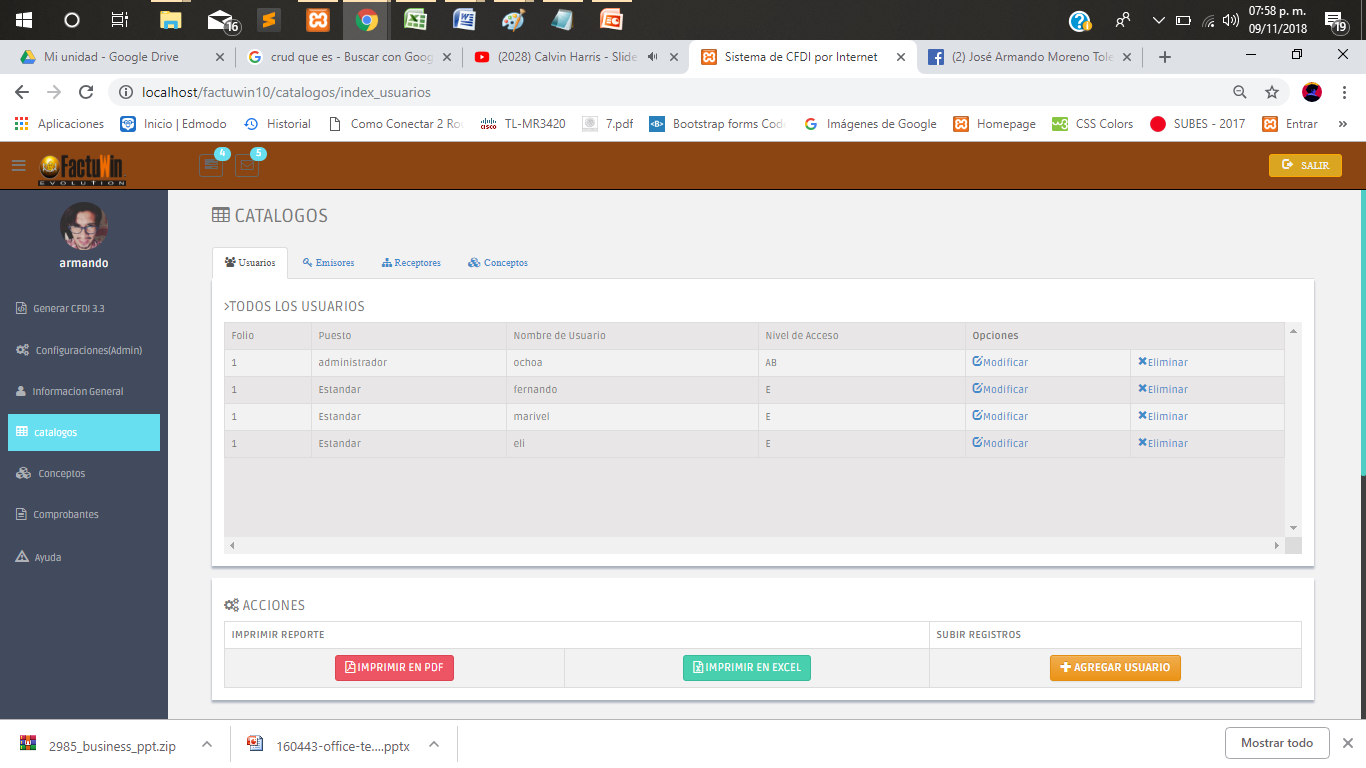 16
07:58 p. m.
09/11/2018
19
Mi unidad - Google Drive
crud que es - Buscar con Goog
(2028) Calvin Harris - Slide
Sistema de CFDI por Internet
(2) José Armando Moreno Tole
localhost/factuwin10/catalogos/index_usuarios
Aplicaciones
Inicio | Edmodo
Historial
Como Conectar 2 Ro
TL-MR3420
7.pdf
Bootstrap forms Cod
Imágenes de Google
Homepage
CSS Colors
SUBES - 2017
Entrar
»
FactuWin
EVOLUTION
4
5
SALIR
armando
Generar CFDI 3.3
Configuraciones(Admin)
Informacion General
catalogos
Conceptos
Comprobantes
Ayuda
CATALOGOS
Usuarios Emisores Receptores Conceptos
>TODOS LOS USUARIOS
Folio Puesto Nombre de Usuario Nivel de Acceso Opciones
1 administrador ochoa AB Modificar Eliminar
1 Estandar fernando E Modificar Eliminar
1 Estandar marivel E Modificar Eliminar
1 Estandar eli E Modificar Eliminar
ACCIONES
IMPRIMIR REPORTE SUBIR REGISTROS
IMPRIMIR EN PDF IMPRIMIR EN EXCEL AGREGAR USUARIO
2985_business_ppt.zip
160443-office-te....pptx
Mostrar todo